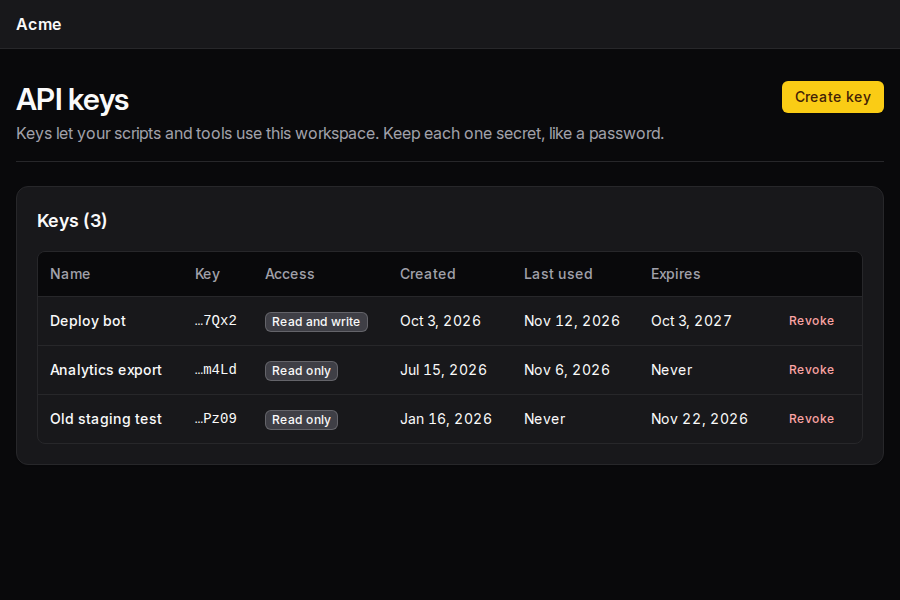 Acme
API keys
Create key
Keys let your scripts and tools use this workspace. Keep each one secret, like a password.
Keys (3)
Name Key Access Created Last used Expires
Deploy bot …7Qx2 Read and write Oct 3, 2026 Nov 12, 2026 Oct 3, 2027 Revoke
Analytics export …m4Ld Read only Jul 15, 2026 Nov 6, 2026 Never Revoke
Old staging test …Pz09 Read only Jan 16, 2026 Never Nov 22, 2026 Revoke